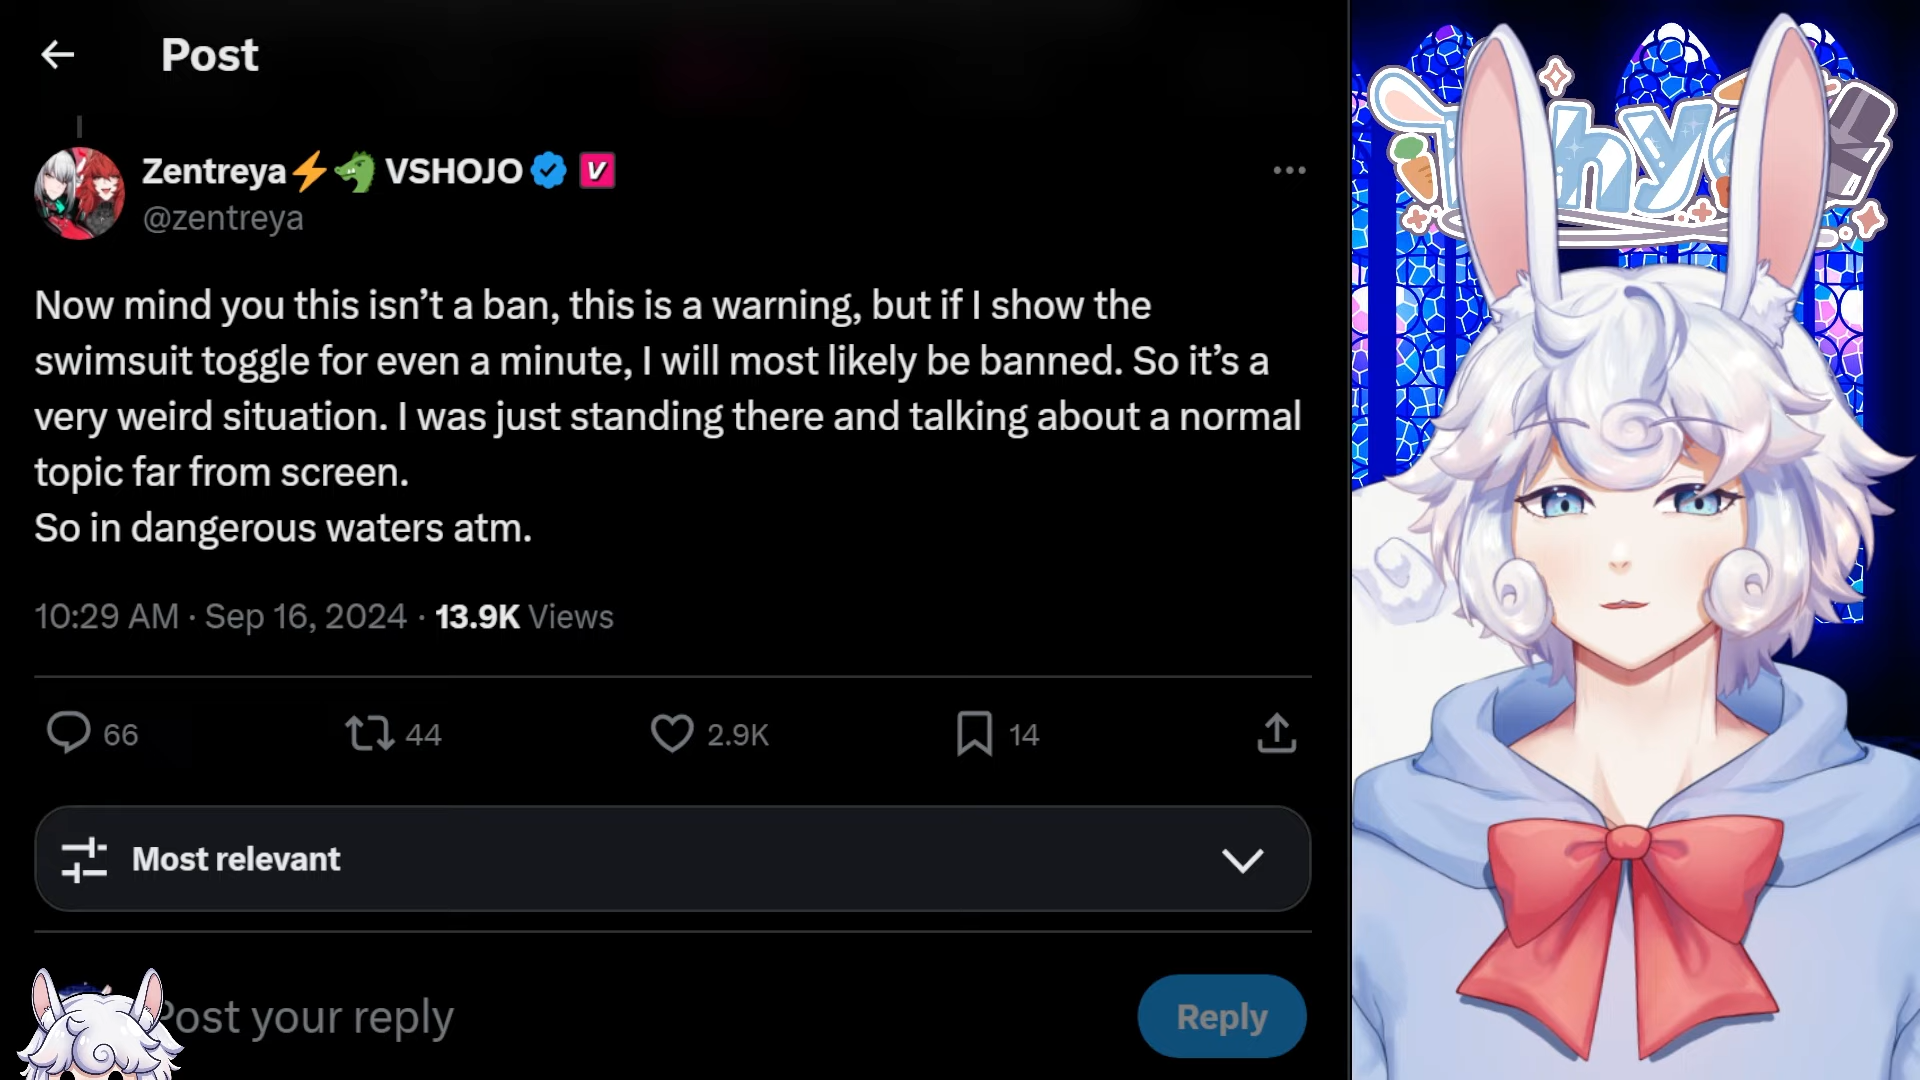 Post
Zentreya⚡🐲 VSHOJO
@zentreya
Now mind you this isn’t a ban, this is a warning, but if I show the
swimsuit toggle for even a minute, I will most likely be banned. So it’s a
very weird situation. I was just standing there and talking about a normal
topic far from screen.
So in dangerous waters atm.
10:29 AM · Sep 16, 2024 · 13.9K Views
66 44 2.9K 14
Most relevant
Post your reply
Reply